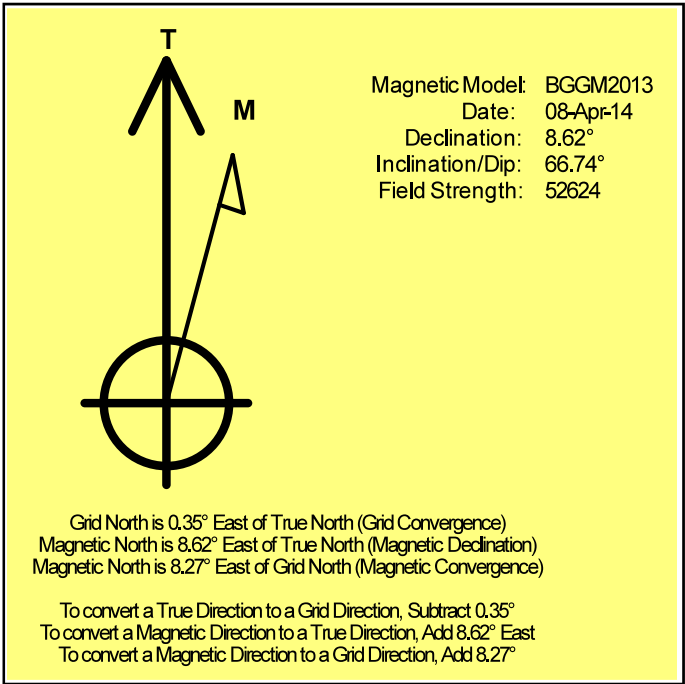 T
M
Magnetic Model: BGGM2013
Date: 08-Apr-14
Declination: 8.62°
Inclination/Dip: 66.74°
Field Strength: 52624
Grid North is 0.35° East of True North (Grid Convergence)
Magnetic North is 8.62° East of True North (Magnetic Declination)
Magnetic North is 8.27° East of Grid North (Magnetic Convergence)
To convert a True Direction to a Grid Direction, Subtract 0.35°
To convert a Magnetic Direction to a True Direction, Add 8.62° East
To convert a Magnetic Direction to a Grid Direction, Add 8.27°